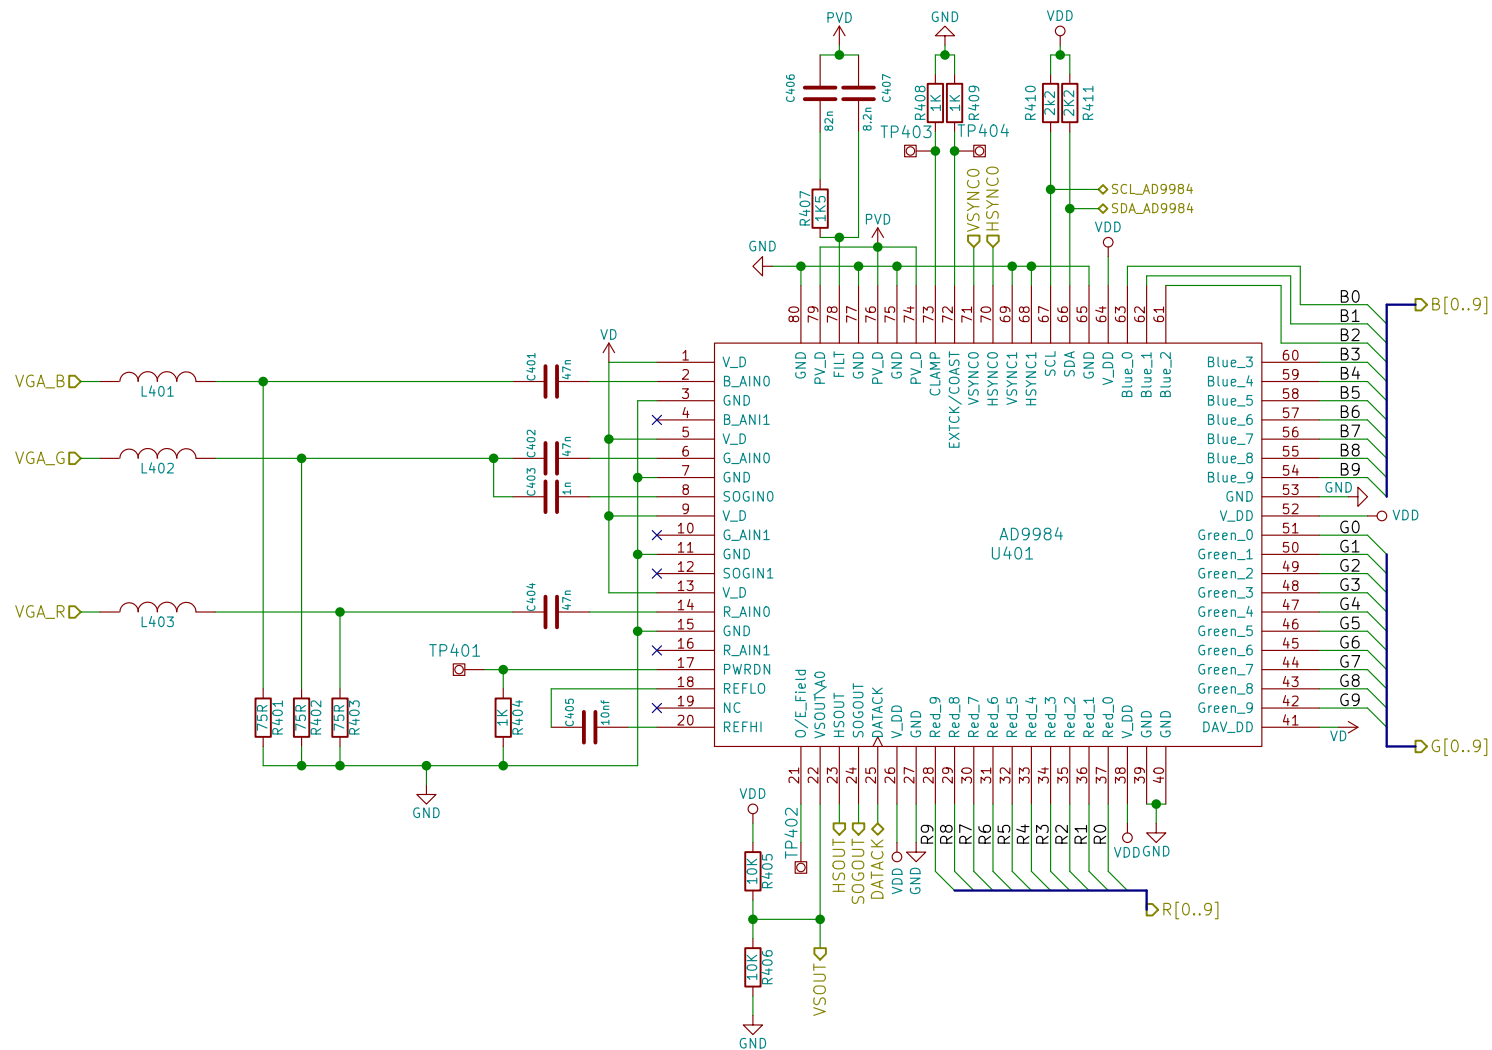 PVD
GND
VDD
C406
82n
C407
8.2n
R408
1K
1K
R409
R410
2k2
2K2
R411
TP403
TP404
R407
1K5
VSYNC0
HSYNC0
SCL_AD9984
SDA_AD9984
PVD
VDD
GND
80
79
78
77
76
75
74
73
72
71
70
69
68
67
66
65
64
63
62
61
GND
PV_D
FILT
GND
PV_D
GND
PV_D
CLAMP
EXTCK/COAST
VSYNC0
HSYNC0
VSYNC1
HSYNC1
SCL
SDA
GND
V_DD
Blue_0
Blue_1
Blue_2
VD
VGA_B
L401
C401
47n
VGA_G
L402
C402
47n
C403
1n
VGA_R
L403
C404
47n
TP401
75R
R401
75R
R402
75R
R403
1K
R404
C405
10nf
GND
1 V_D
2 B_AIN0
3 GND
4 B_ANI1
5 V_D
6 G_AIN0
7 GND
8 SOGIN0
9 V_D
10 G_AIN1
11 GND
12 SOGIN1
13 V_D
14 R_AIN0
15 GND
16 R_AIN1
17 PWRDN
18 REFLO
19 NC
20 REFHI
AD9984
U401
B0
B1
B2
Blue_3 60 B3
Blue_4 59 B4
Blue_5 58 B5
Blue_6 57 B6
Blue_7 56 B7
Blue_8 55 B8
Blue_9 54 B9
GND 53 GND
V_DD 52 VDD
Green_0 51 G0
Green_1 50 G1
Green_2 49 G2
Green_3 48 G3
Green_4 47 G4
Green_5 46 G5
Green_6 45 G6
Green_7 44 G7
Green_8 43 G8
Green_9 42 G9
DAV_DD 41 VD
B[0..9]
G[0..9]
O/E_Field
VSOUT\A0
HSOUT
SOGOUT
DATACK
V_DD
GND
Red_9
Red_8
Red_7
Red_6
Red_5
Red_4
Red_3
Red_2
Red_1
Red_0
V_DD
GND
GND
21
22
23
24
25
26
27
28
29
30
31
32
33
34
35
36
37
38
39
40
VDD
10K
R405
10K
R406
GND
TP402
VSOUT
HSOUT
SOGOUT
DATACK
VDD
GND
R9
R8
R7
R6
R5
R4
R3
R2
R1
R0
VDD
GND
R[0..9]